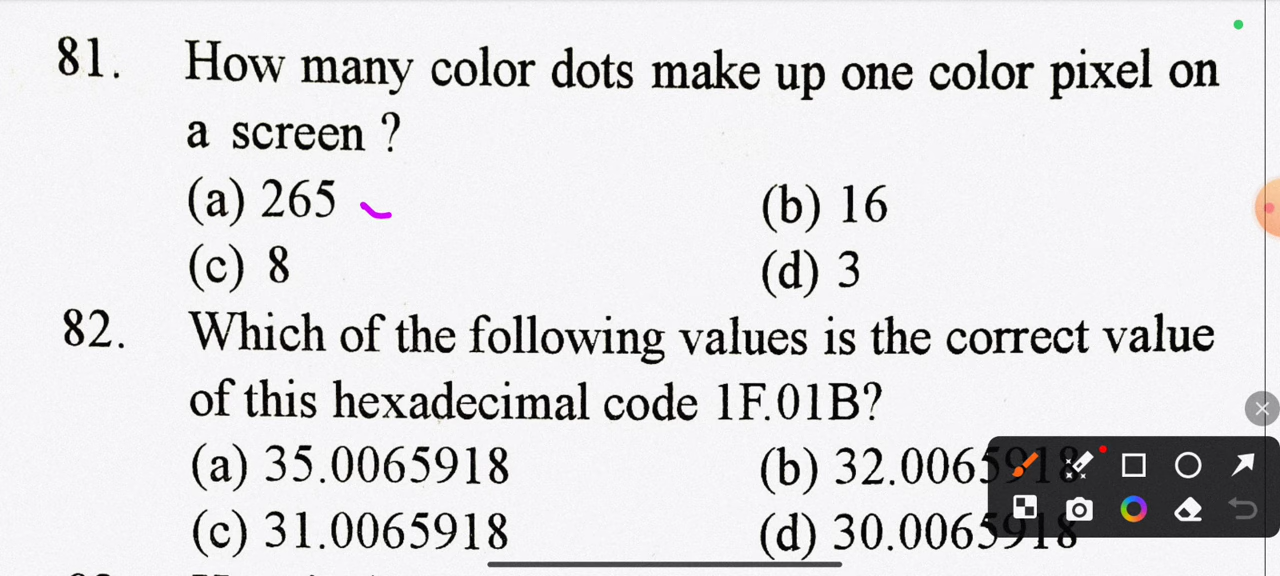 81. How many color dots make up one color pixel on
a screen ?
(a) 265 (b) 16
(c) 8 (d) 3
82. Which of the following values is the correct value
of this hexadecimal code 1F.01B?
(a) 35.0065918 (b) 32.0065918
(c) 31.0065918 (d) 30.0065918